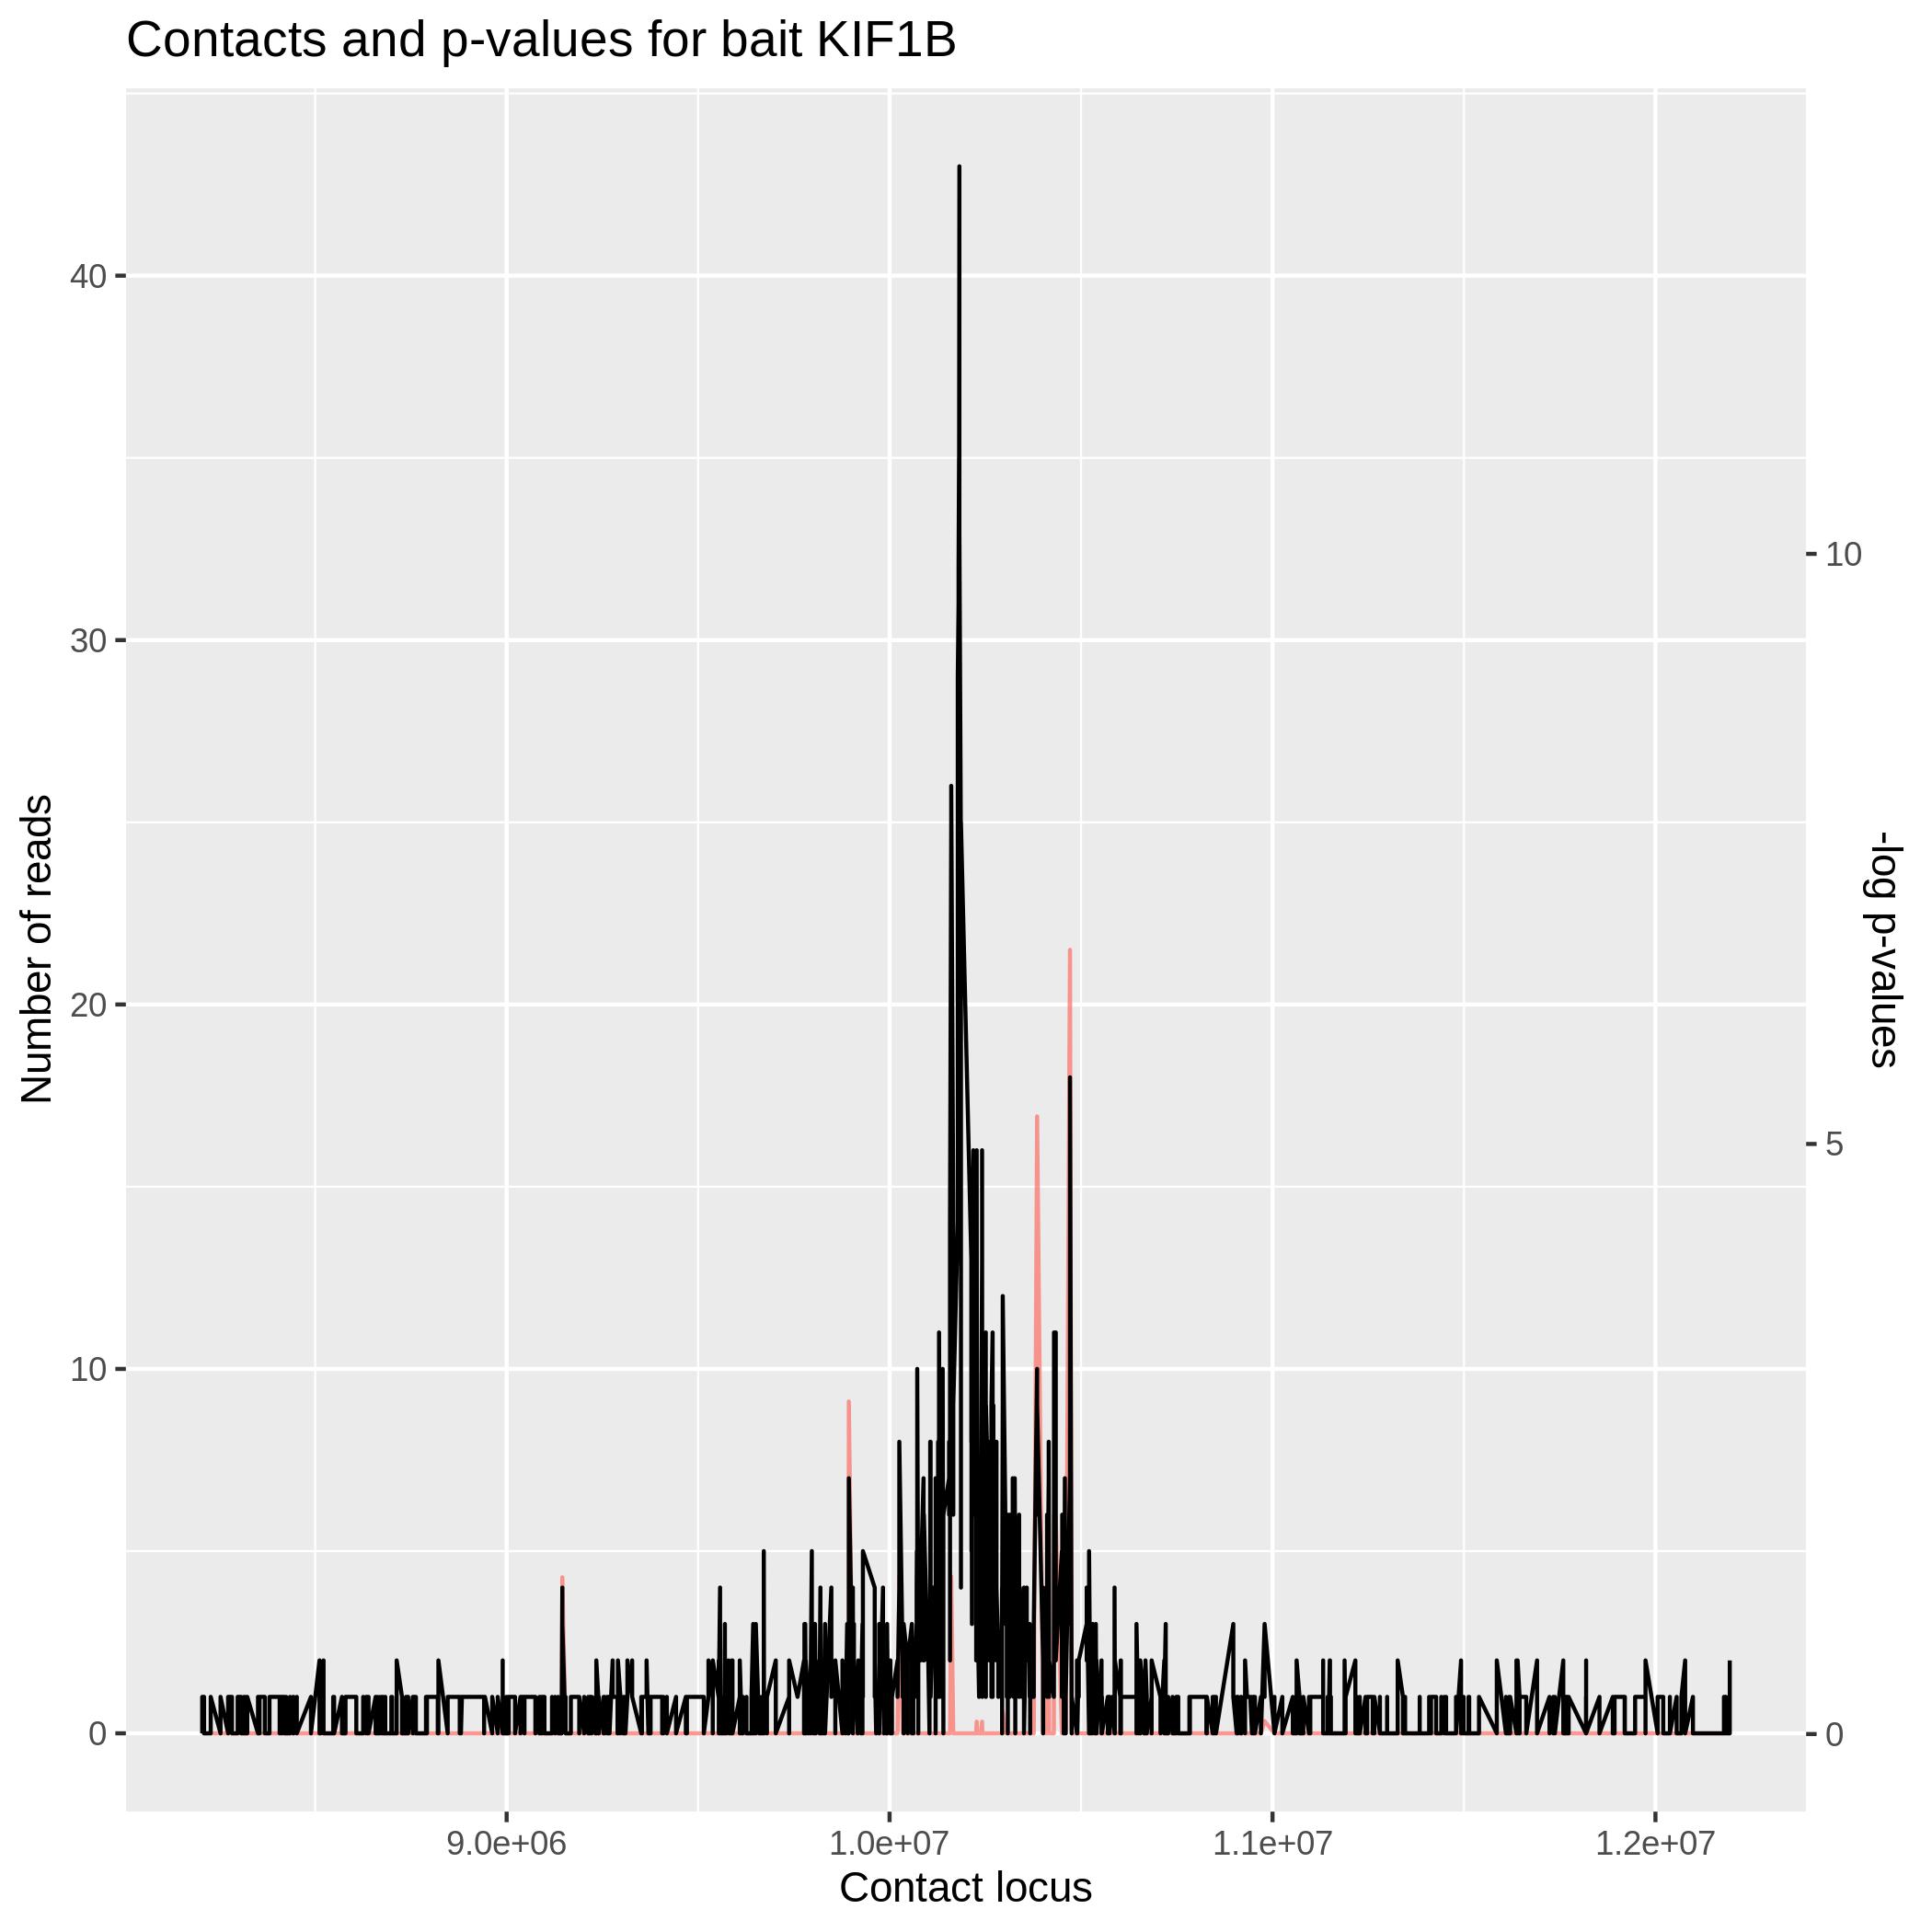 Contacts and p-values for bait KIF1B
40
30
20
10
0
Number of reads
10
5
0
-log p-values
9.0e+06
1.0e+07
1.1e+07
1.2e+07
Contact locus